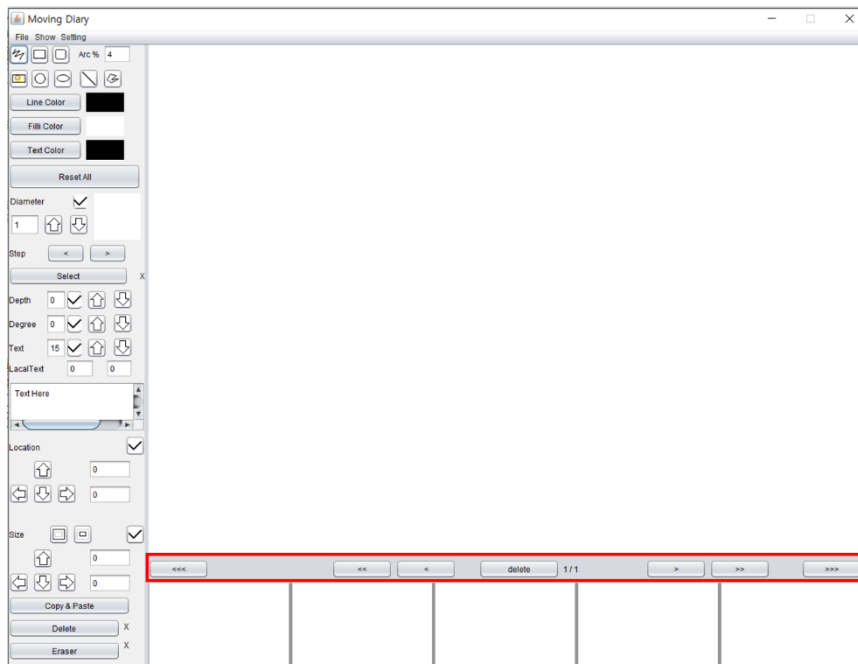 Moving Diary
File Show Setting
Arc % 4
Line Color
Filli Color
Text Color
Reset All
Diameter
1
Step < >
Select X
Depth 0
Degree 0
Text 15
LacalText 0 0
Text Here
Location
0
0
Size
0
0
<<< << < delete 1 / 1 > >> >>>
Copy & Paste
Delete X
Eraser X